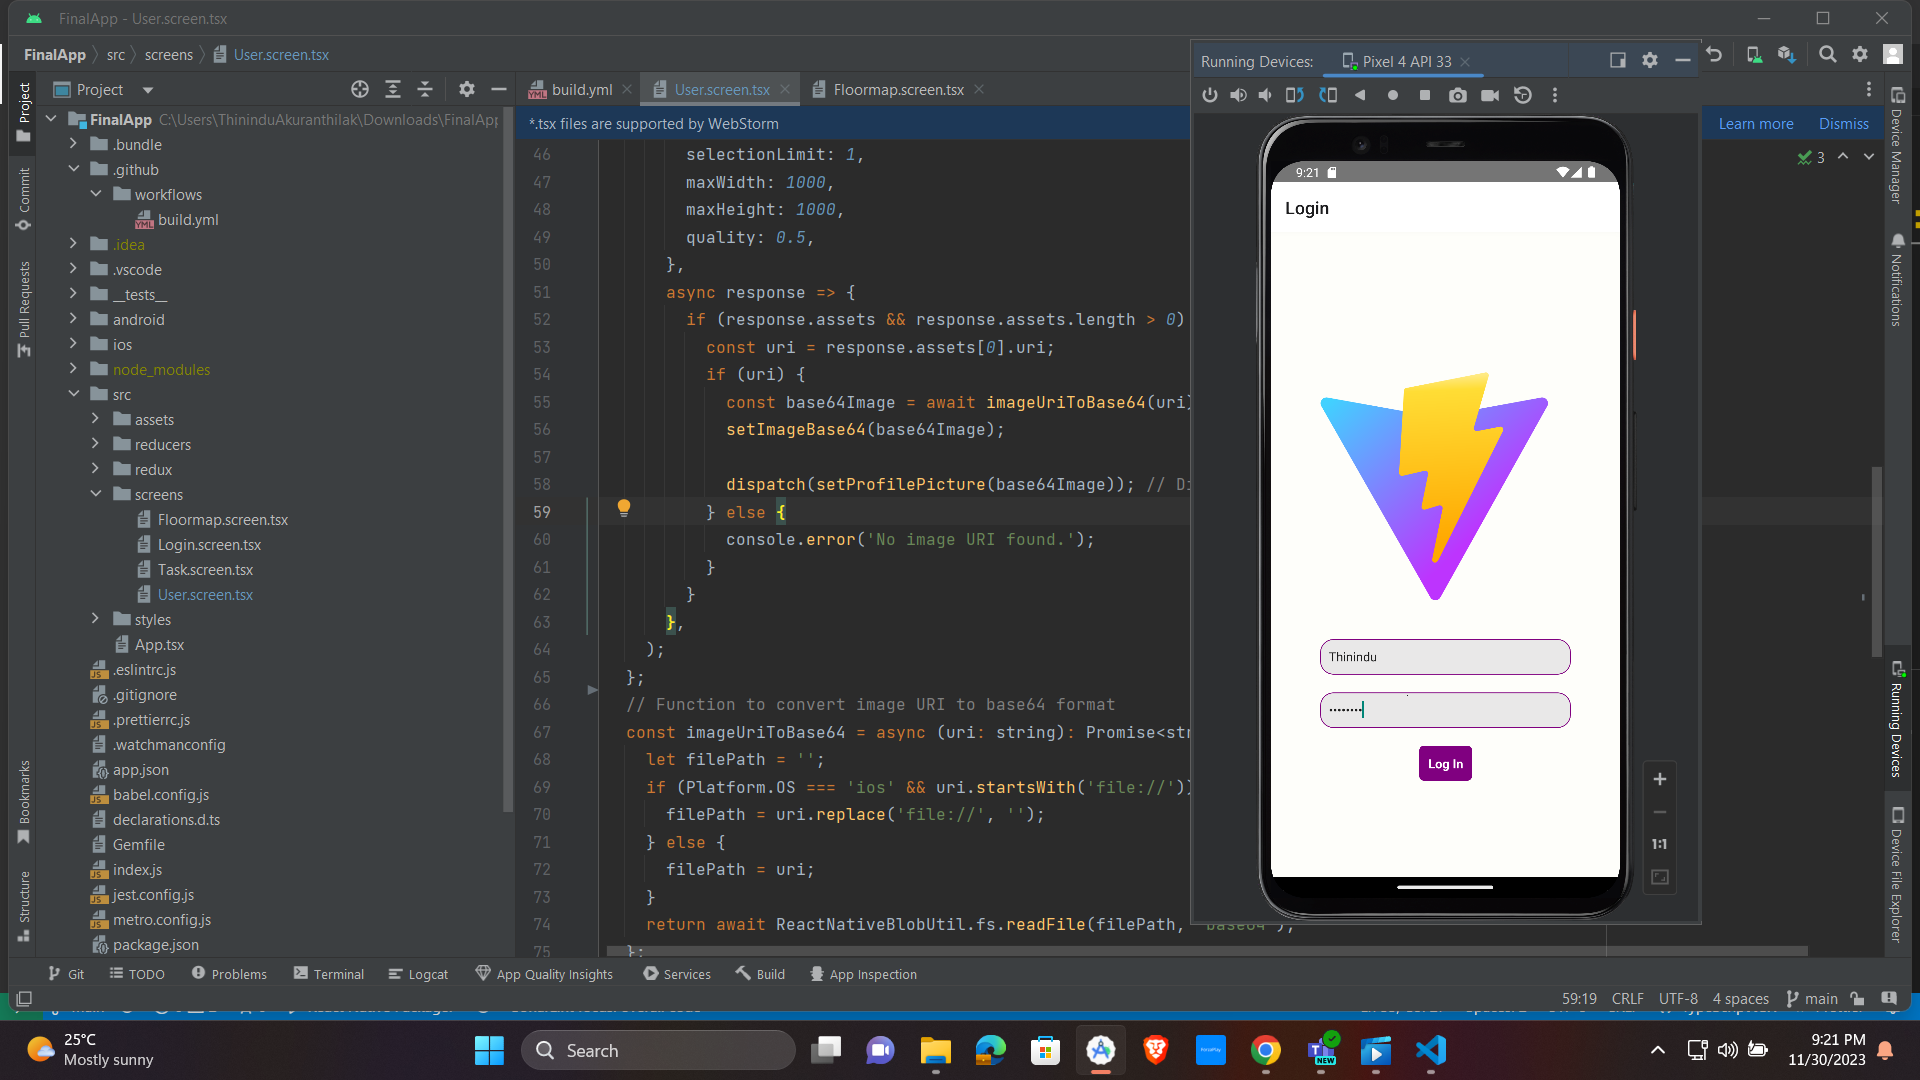 FinalApp - User.screen.tsx
FinalApp
src
screens
User.screen.tsx
Project
build.yml
User.screen.tsx
Floormap.screen.tsx
*.tsx files are supported by WebStorm
Learn more
Dismiss
3
Project
Commit
Pull Requests
Bookmarks
Structure
FinalApp C:\Users\ThininduAkuranthilak\Downloads\FinalApp
.bundle
.github
workflows
build.yml
.idea
.vscode
__tests__
android
ios
node_modules
src
assets
reducers
redux
screens
Floormap.screen.tsx
Login.screen.tsx
Task.screen.tsx
User.screen.tsx
styles
App.tsx
.eslintrc.js
.gitignore
.prettierrc.js
.watchmanconfig
app.json
babel.config.js
declarations.d.ts
Gemfile
index.js
jest.config.js
metro.config.js
package.json
46 selectionLimit: 1,
47 maxWidth: 1000,
48 maxHeight: 1000,
49 quality: 0.5,
50 },
51 async response => {
52 if (response.assets && response.assets.length > 0)
53 const uri = response.assets[0].uri;
54 if (uri) {
55 const base64Image = await imageUriToBase64(uri)
56 setImageBase64(base64Image);
57
58 dispatch(setProfilePicture(base64Image)); // Di
59 } else {
60 console.error('No image URI found.');
61 }
62 }
63 },
64 );
65 };
66 // Function to convert image URI to base64 format
67 const imageUriToBase64 = async (uri: string): Promise<str
68 let filePath = '';
69 if (Platform.OS === 'ios' && uri.startsWith('file://'))
70 filePath = uri.replace('file://', '');
71 } else {
72 filePath = uri;
73 }
74 return await ReactNativeBlobUtil.fs.readFile(filePath, 'base64');
75 };
Running Devices:
Pixel 4 API 33
9:21
Login
Thinindu
••••••••
Log In
1:1
Device Manager
Notifications
Running Devices
Device File Explorer
Git
TODO
Problems
Terminal
Logcat
App Quality Insights
Services
Build
App Inspection
59:19
CRLF
UTF-8
4 spaces
main
25°C
Mostly sunny
Search
NEW
9:21 PM
11/30/2023